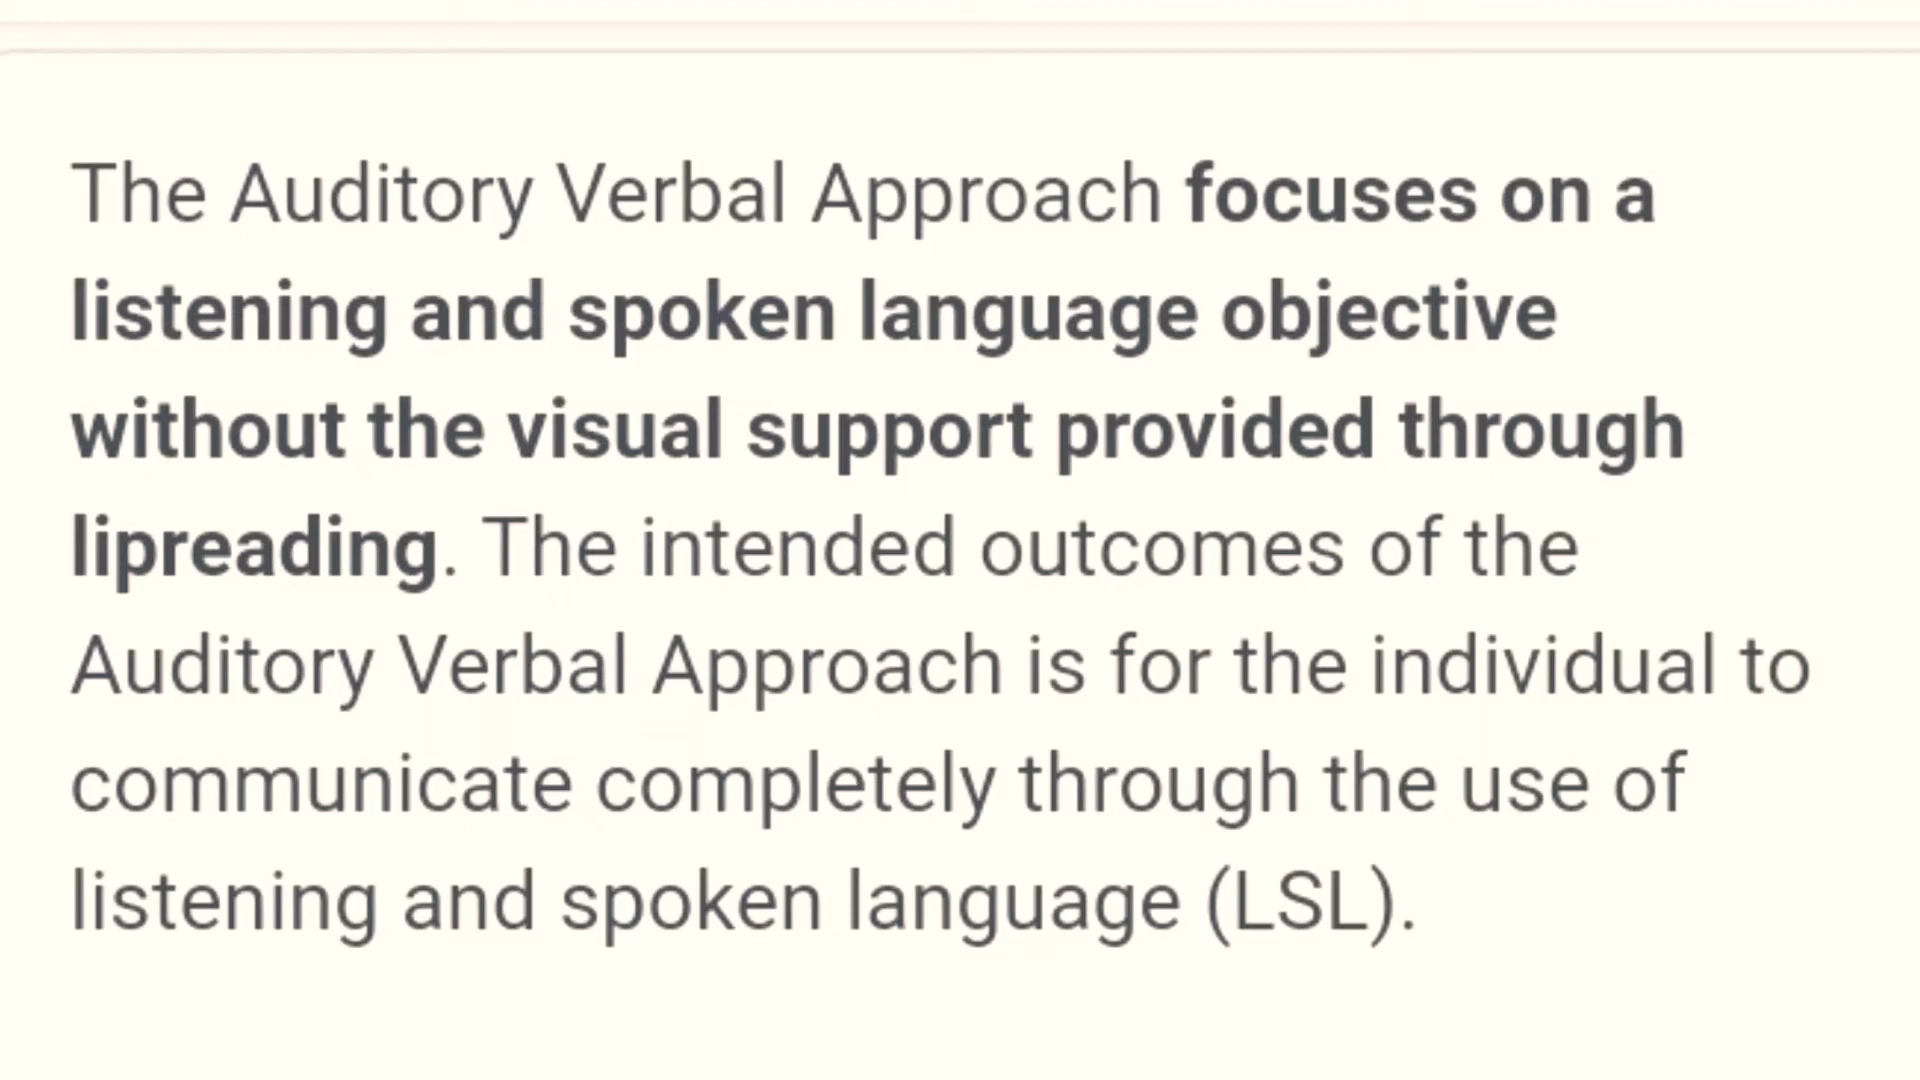 The Auditory Verbal Approach focuses on a
listening and spoken language objective
without the visual support provided through
lipreading. The intended outcomes of the
Auditory Verbal Approach is for the individual to
communicate completely through the use of
listening and spoken language (LSL).